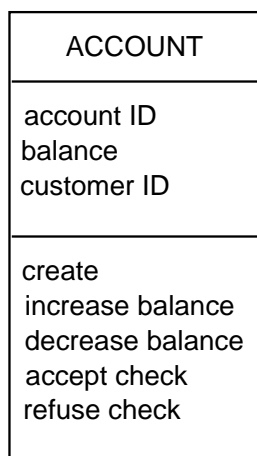 ACCOUNT
account ID
balance
customer ID
create
increase balance
decrease balance
accept check
refuse check